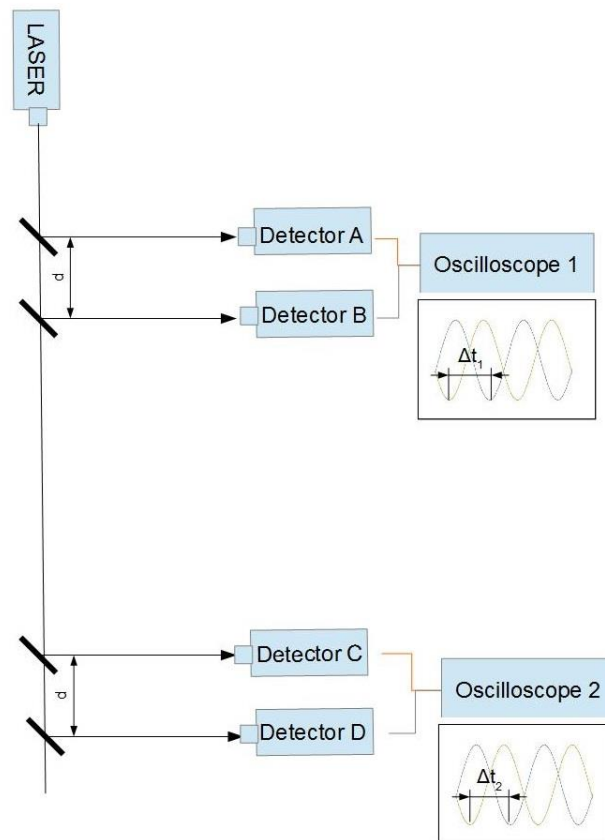 LASER
Detector A
d
Oscilloscope 1
Detector B
Δt₁
Detector C
d
Oscilloscope 2
Detector D
Δt₂